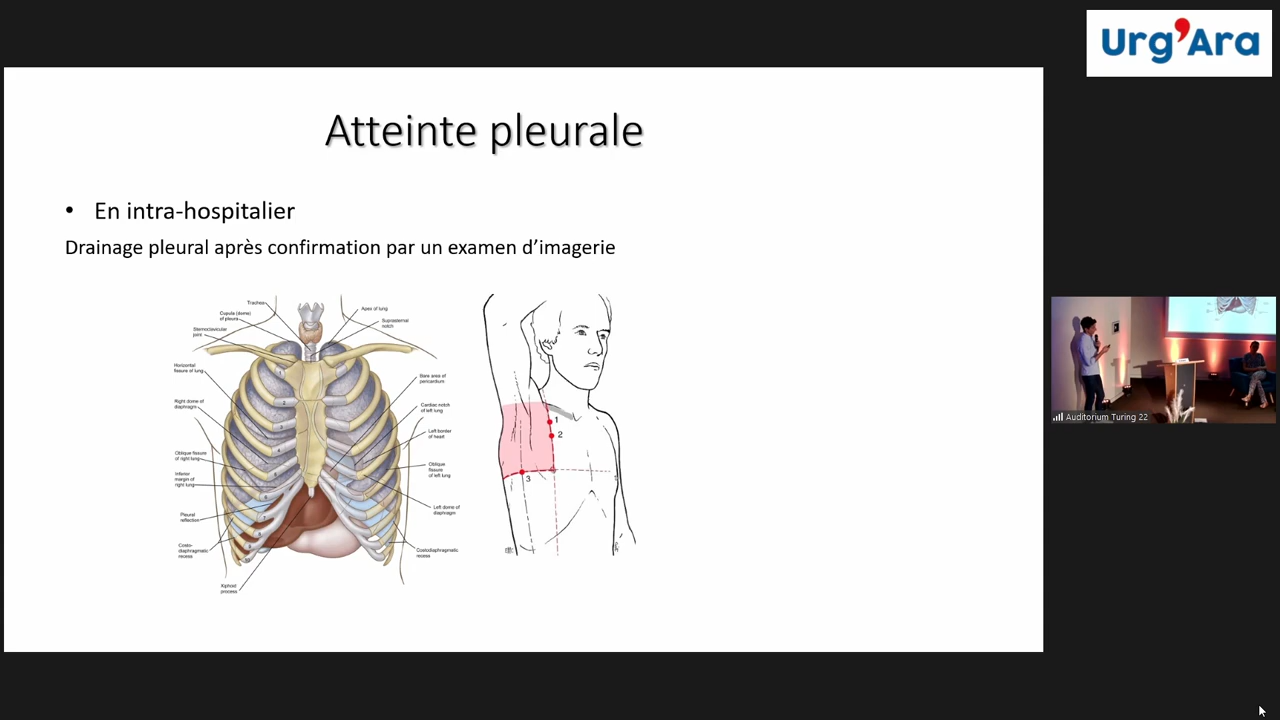 Urg'Ara
Atteinte pleurale
• En intra-hospitalier
Drainage pleural après confirmation par un examen d’imagerie
Trachea
Cupula (dome)
of pleura
Sternoclavicular
joint
Horizontal
fissure of lung
Right dome of
diaphragm
Oblique fissure
of right lung
Inferior
margin of
right lung
Pleural
reflection
Costo-
diaphragmatic
recess
Xiphoid
process
Apex of lung
Suprasternal
notch
Bare area of
pericardium
Cardiac notch
of left lung
Left border
of heart
Oblique
fissure
of left lung
Left dome of
diaphragm
Costodiaphragmatic
recess
1
2
3
Auditorium Turing 22